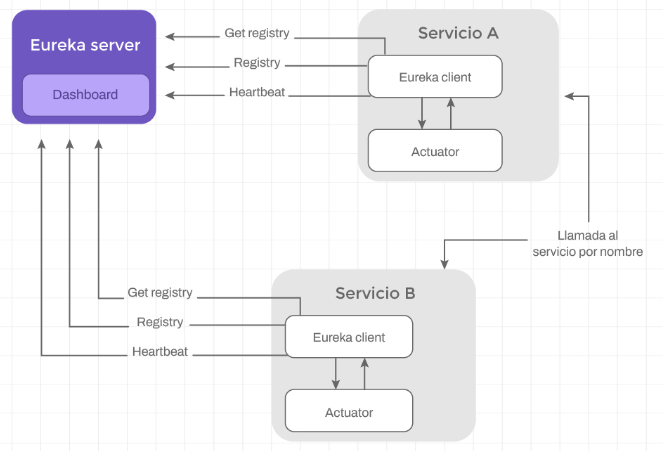 Eureka server
Dashboard
Get registry
Registry
Heartbeat
Servicio A
Eureka client
Actuator
Llamada al
servicio por nombre
Get registry
Registry
Heartbeat
Servicio B
Eureka client
Actuator